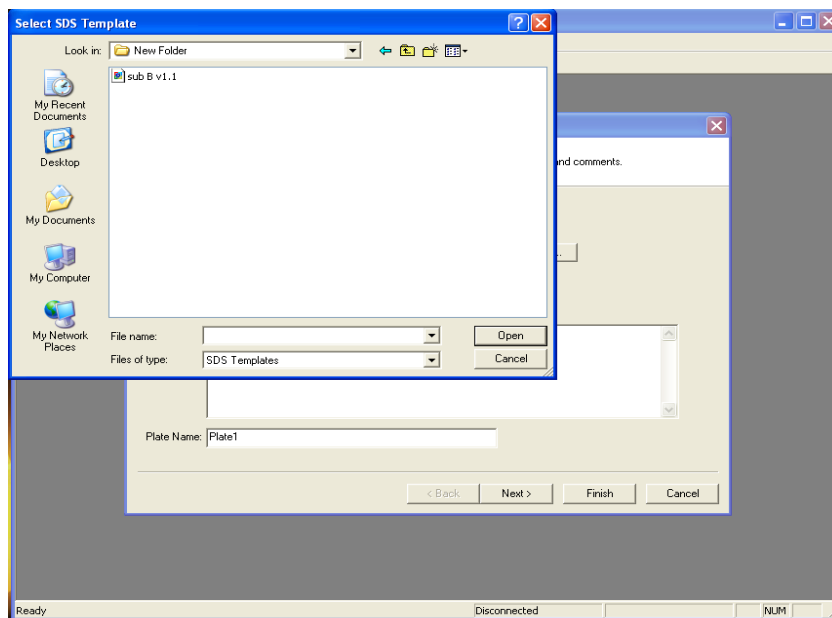 Select SDS Template
Look in: New Folder
sub B v1.1
My Recent
Documents
Desktop
My Documents
My Computer
My Network
Places
File name:
Open
Files of type: SDS Templates
Cancel
and comments.
...
Plate Name: Plate1
< Back Next > Finish Cancel
Ready Disconnected NUM